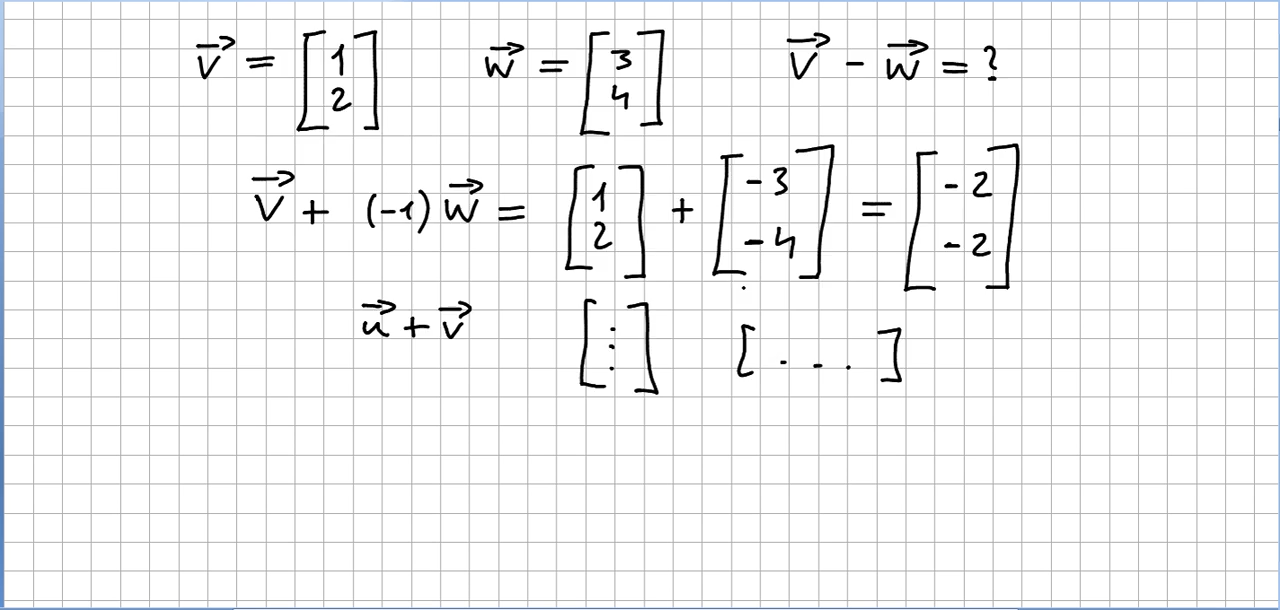 v⃗ = [1 2] w⃗ = [3 4] v⃗ - w⃗ = ?
v⃗ + (-1) w⃗ = [1 2] + [-3 -4] = [-2 -2]
u⃗ + v⃗ [⋮] [...]